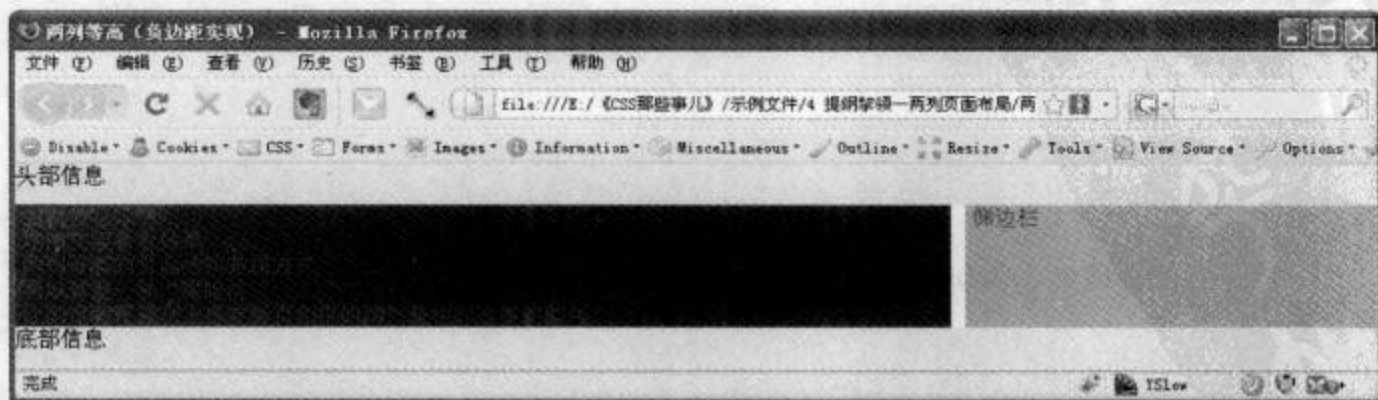 两列等高（负边距实现） - Mozilla Firefox
文件 (F) 编辑 (E) 查看 (V) 历史 (S) 书签 (B) 工具 (T) 帮助 (H)
file:///E:/《CSS那些事儿》/示例文件/4 提纲挈领—两列页面布局/两
Disable Cookies CSS Forms Images Information Miscellaneous Outline Resize Tools View Source Options
头部信息
侧边栏
底部信息
完成 YSlow